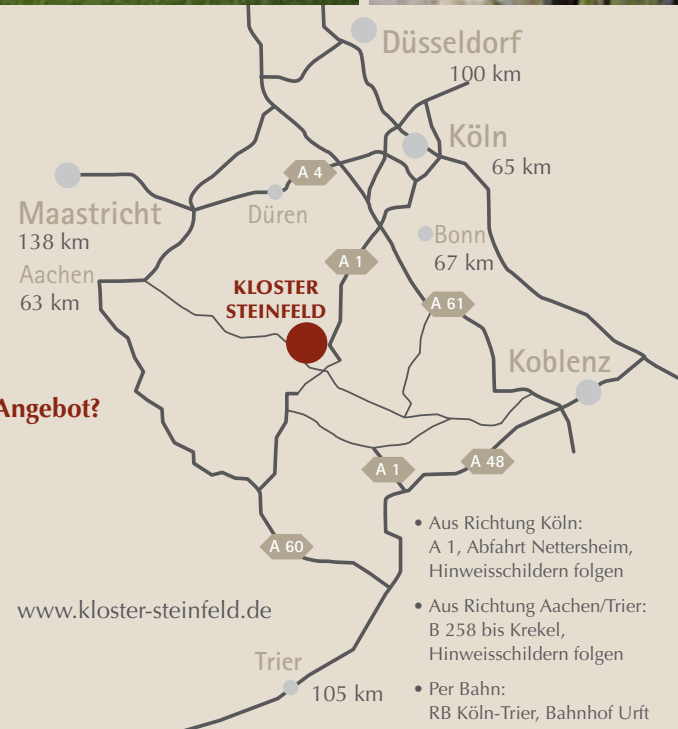 Düsseldorf
100 km
Köln
65 km
A 4
Maastricht
138 km
Düren
Bonn
67 km
Aachen
63 km
A 1
KLOSTER
STEINFELD
A 61
Koblenz
Angebot?
A 1
A 48
A 60
• Aus Richtung Köln:
A 1, Abfahrt Nettersheim,
Hinweisschildern folgen
www.kloster-steinfeld.de
• Aus Richtung Aachen/Trier:
B 258 bis Krekel,
Hinweisschildern folgen
Trier
105 km
• Per Bahn:
RB Köln-Trier, Bahnhof Urft